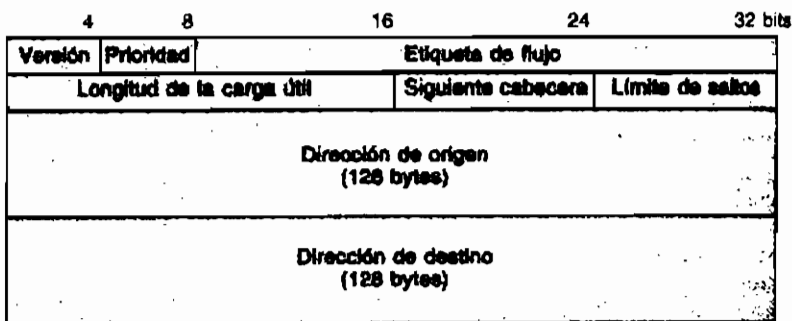 4 8 16 24 32 bits
Versión Prioridad Etiqueta de flujo
Longitud de la carga útil Siguiente cabecera Límite de saltos
Dirección de origen
(128 bytes)
Dirección de destino
(128 bytes)